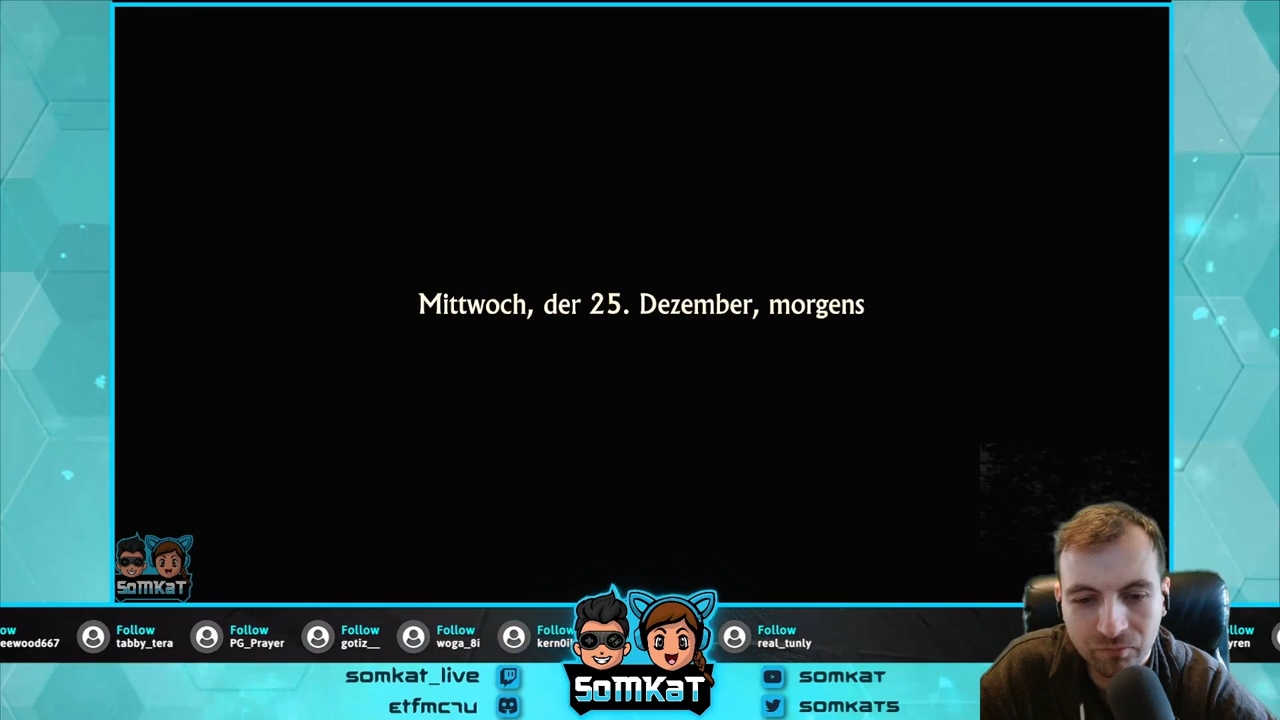 Mittwoch, der 25. Dezember, morgens
SOMKAT
Follow
tabby_tera
Follow
PG_Prayer
Follow
gotiz__
Follow
woga_8i
Follow
real_tunly
eewood667
SOMKAT
somkat_live
somkat
somkats